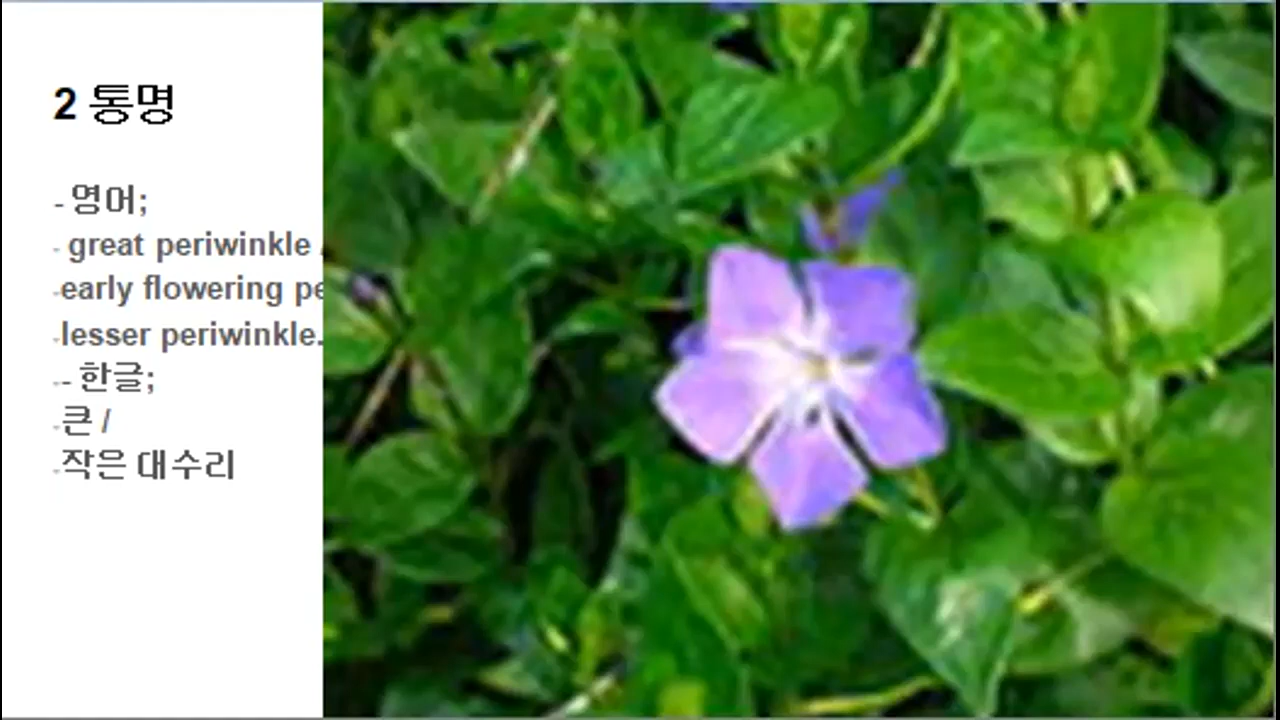 2 통명
- 영어;
- great periwinkle
-early flowering
-lesser periwinkle.
-- 한글;
-큰 /
-작은 대수리